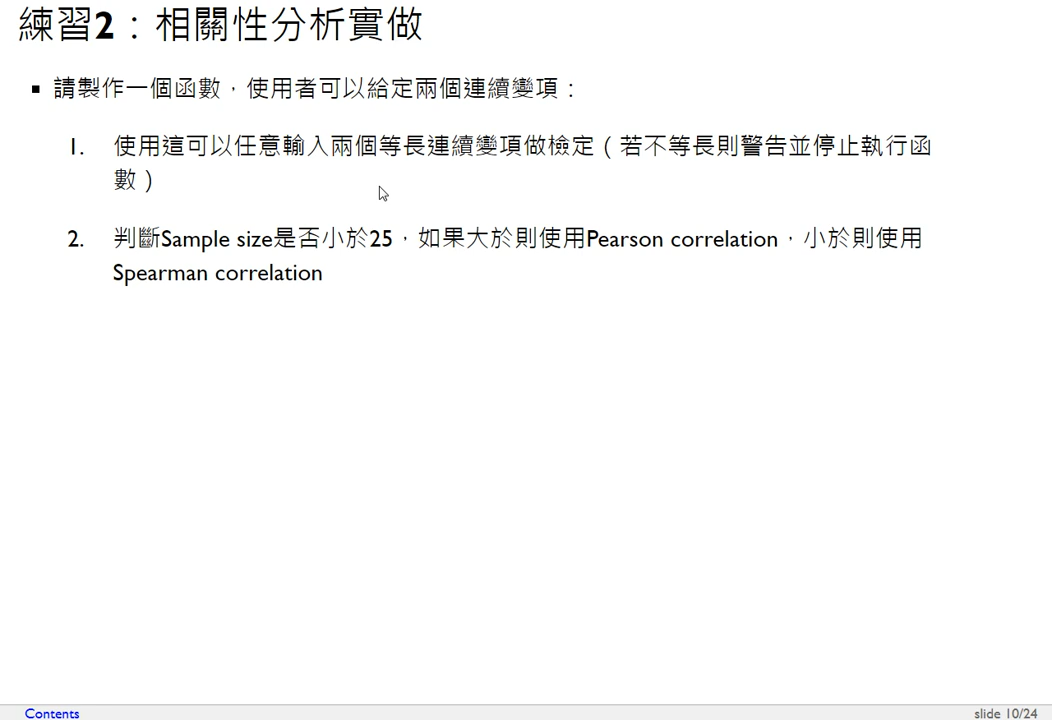 練習2：相關性分析實做
▪ 請製作一個函數，使用者可以給定兩個連續變項：
1. 使用這可以任意輸入兩個等長連續變項做檢定（若不等長則警告並停止執行函
數）
2. 判斷Sample size是否小於25，如果大於則使用Pearson correlation，小於則使用
Spearman correlation
Contents
slide 10/24